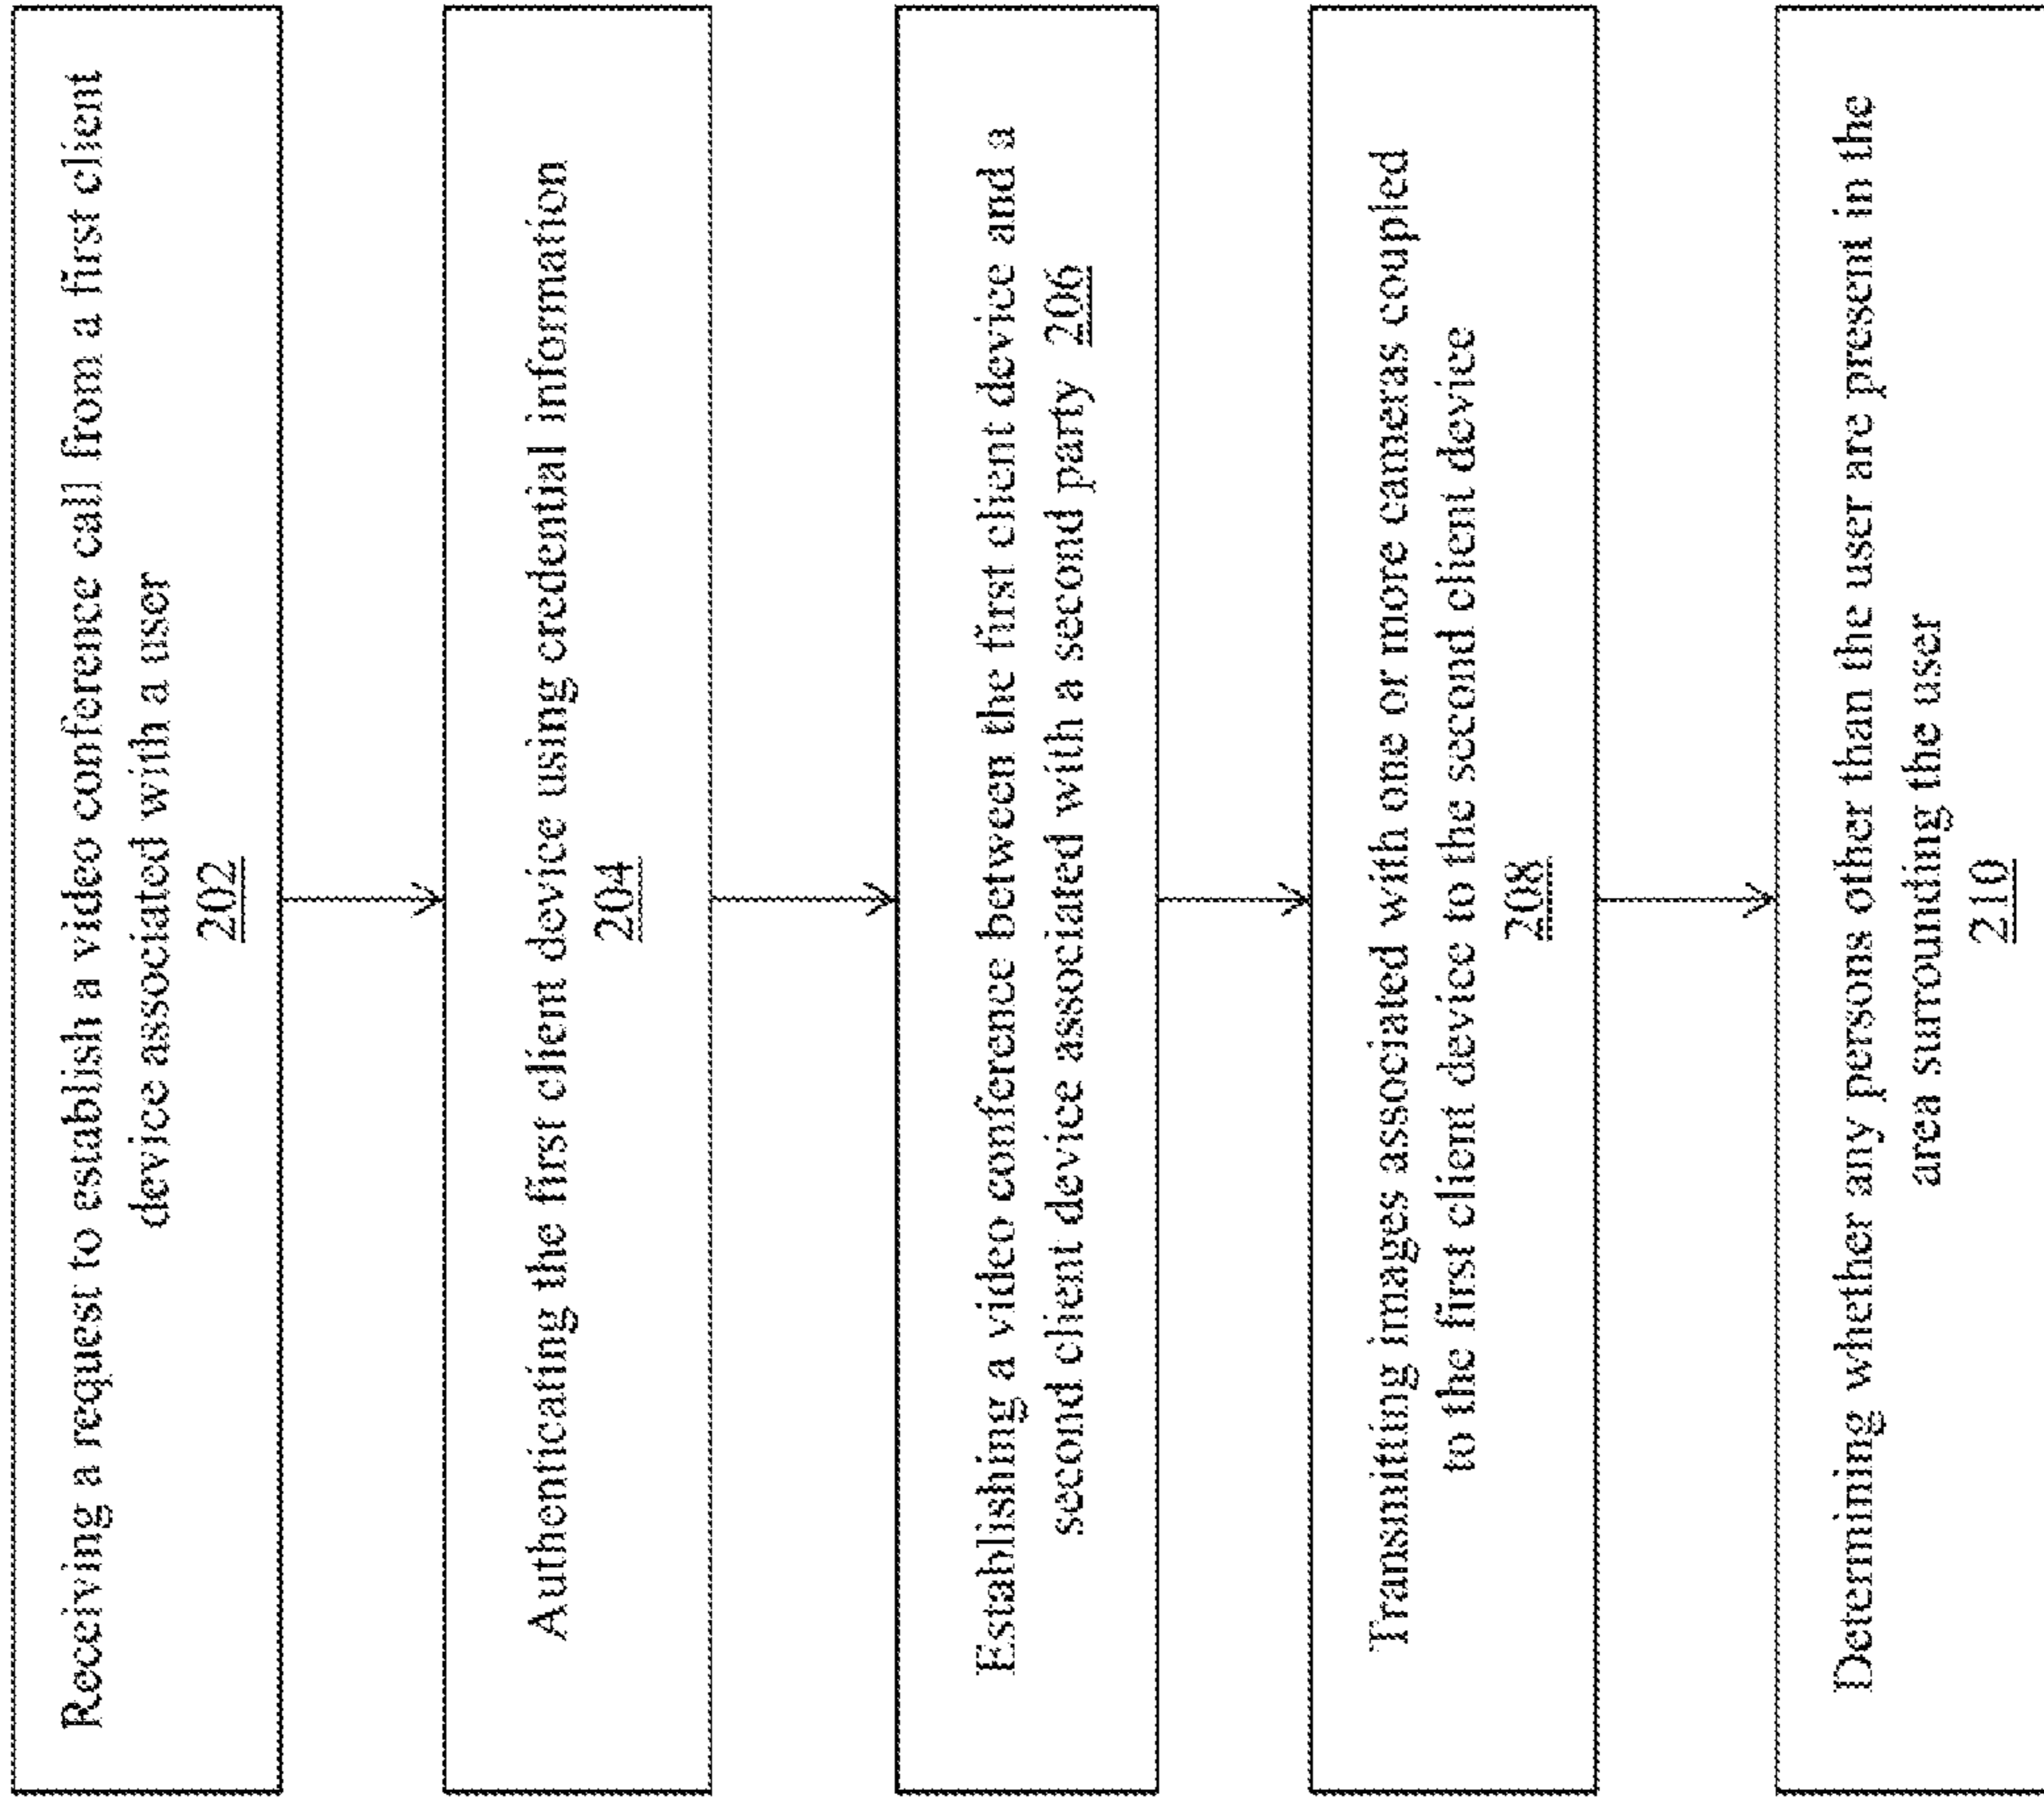 Receiving a request to establish a video conference call from a first client
device associated with a user
202
Authenticating the first client device using credential information
204
Establishing a video conference between the first client device and a
second client device associated with a second party 206
Transmitting images associated with one or more cameras coupled
to the first client device to the second client device
208
Determining whether any persons other than the user are present in the
area surrounding the user
210